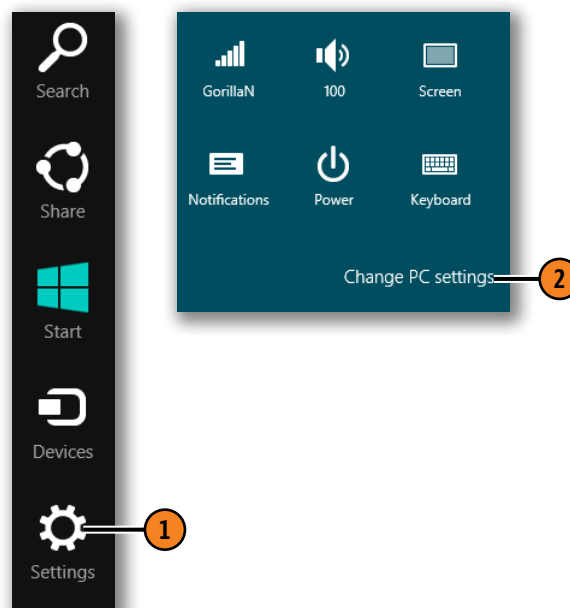 Search
Share
Start
Devices
Settings
1
GorillaN 100 Screen
Notifications Power Keyboard
Change PC settings
2